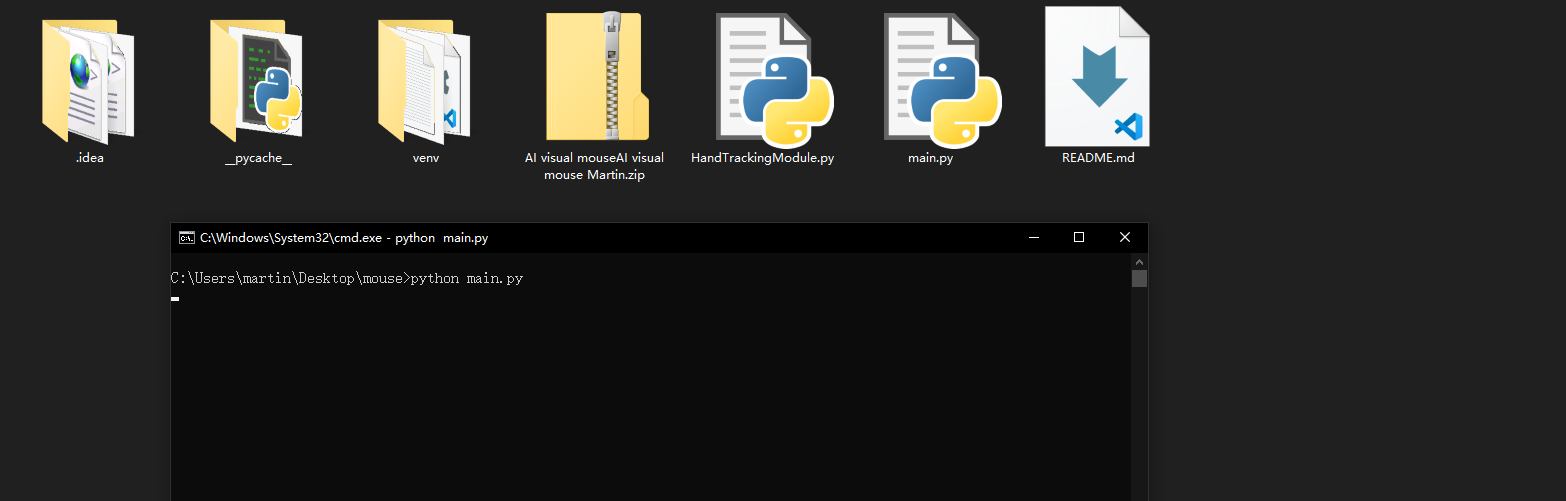 .idea
__pycache__
venv
AI visual mouseAI visual
mouse Martin.zip
HandTrackingModule.py
main.py
README.md
C:\Windows\System32\cmd.exe - python  main.py
C:\Users\martin\Desktop\mouse>python main.py